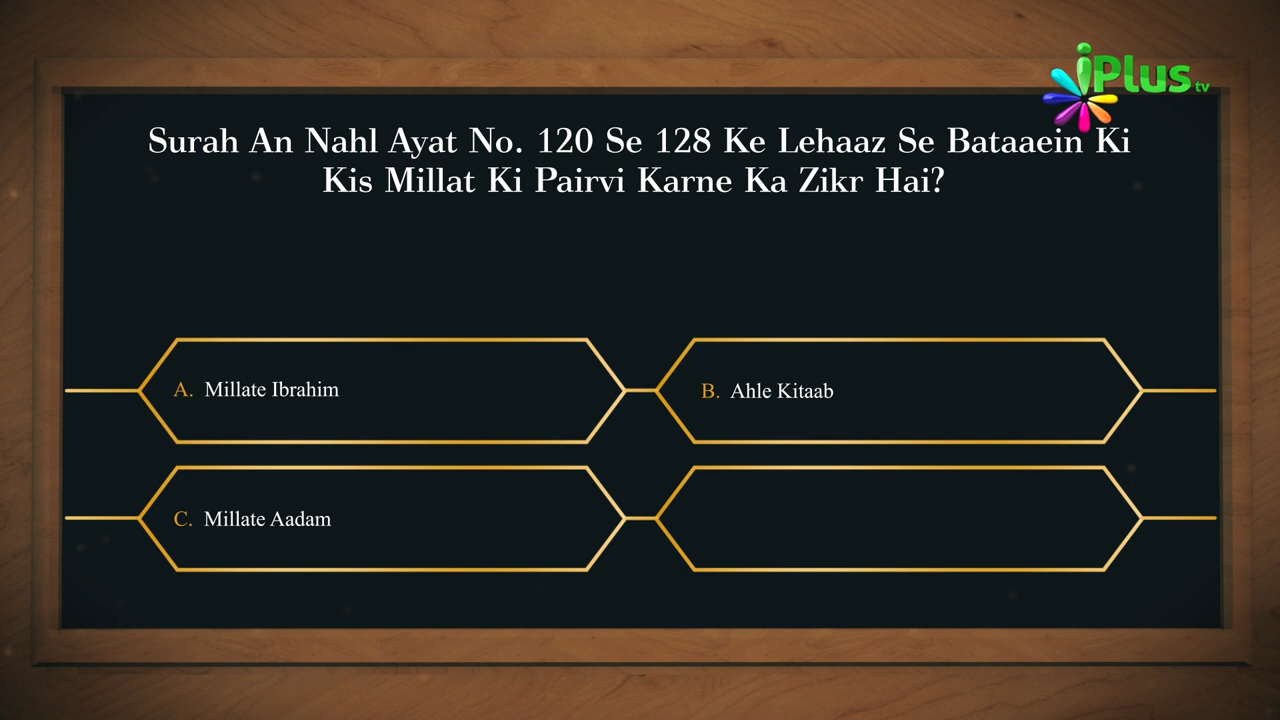 iPlus tv
Surah An Nahl Ayat No. 120 Se 128 Ke Lehaaz Se Bataaein Ki
Kis Millat Ki Pairvi Karne Ka Zikr Hai?
A. Millate Ibrahim
B. Ahle Kitaab
C. Millate Aadam